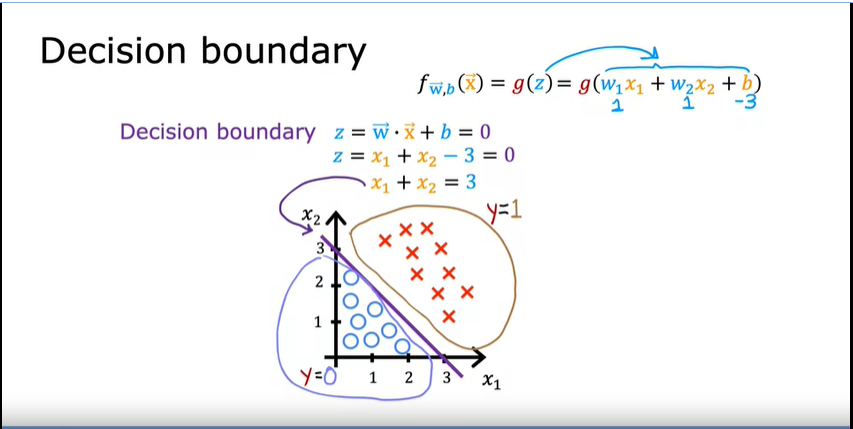 Decision boundary
f w⃗,b (x⃗) = g(z) = g(w₁x₁ + w₂x₂ + b)
1 1 -3
Decision boundary z = w⃗ · x⃗ + b = 0
z = x₁ + x₂ − 3 = 0
x₁ + x₂ = 3
y=1
x₂
3
2
1
y=0
1 2 3 x₁